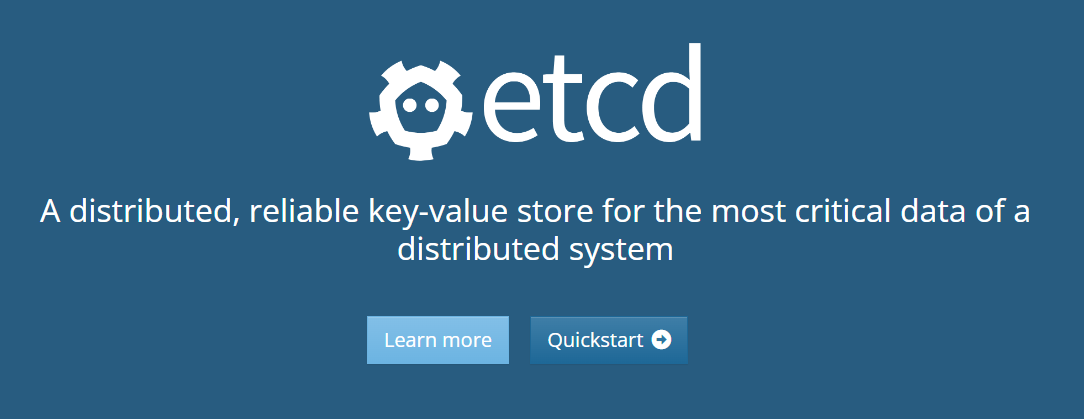 etcd
A distributed, reliable key-value store for the most critical data of a
distributed system
Learn more
Quickstart